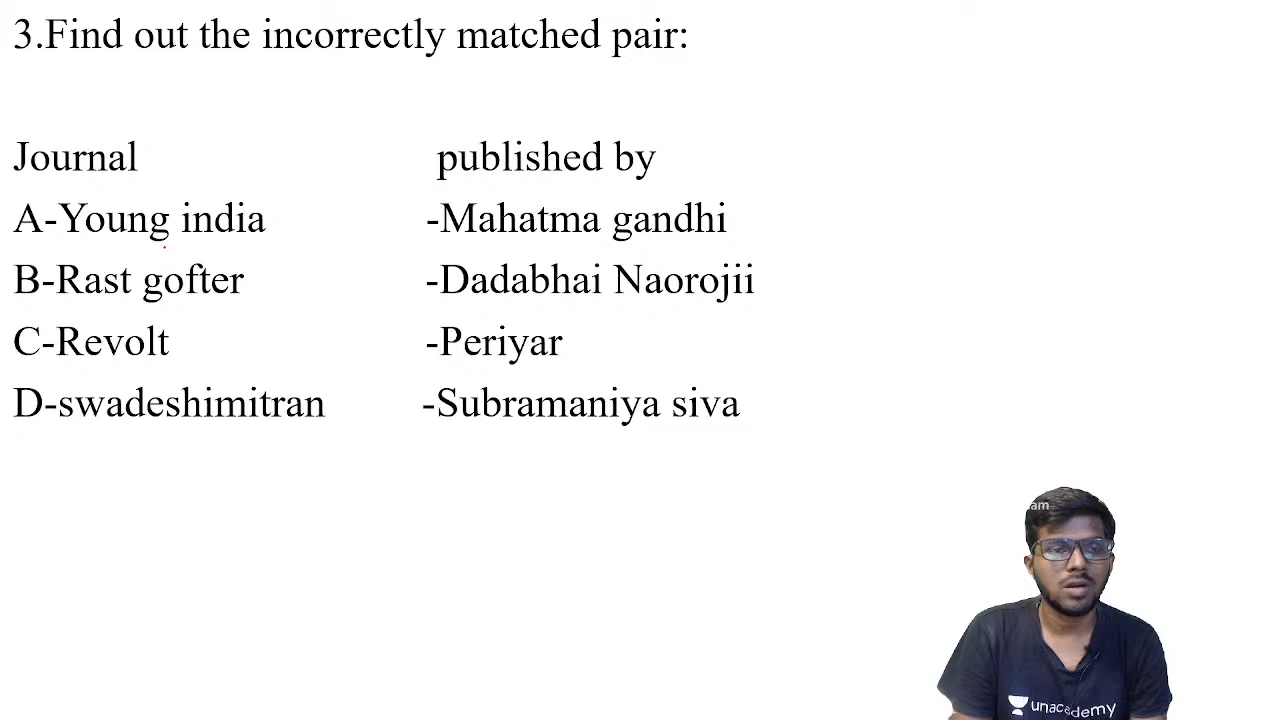 3.Find out the incorrectly matched pair:
Journal published by
A-Young india -Mahatma gandhi
B-Rast gofter -Dadabhai Naorojii
C-Revolt -Periyar
D-swadeshimitran -Subramaniya siva
am
unacademy